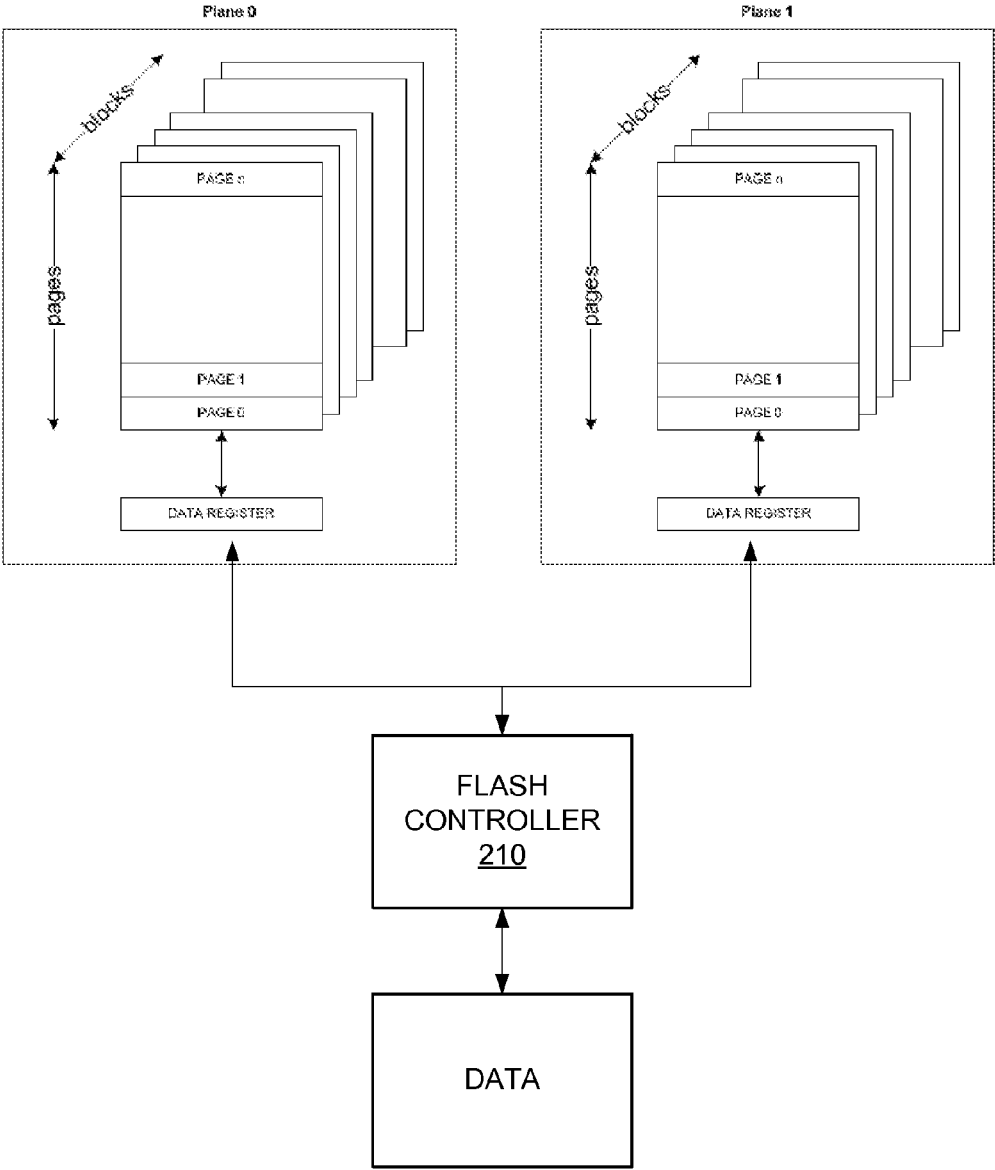 Plane 0
Plane 1
blocks
blocks
PAGE n
PAGE n
pages
pages
PAGE 1
PAGE 1
PAGE 0
PAGE 0
DATA REGISTER
DATA REGISTER
FLASH
CONTROLLER
210
DATA